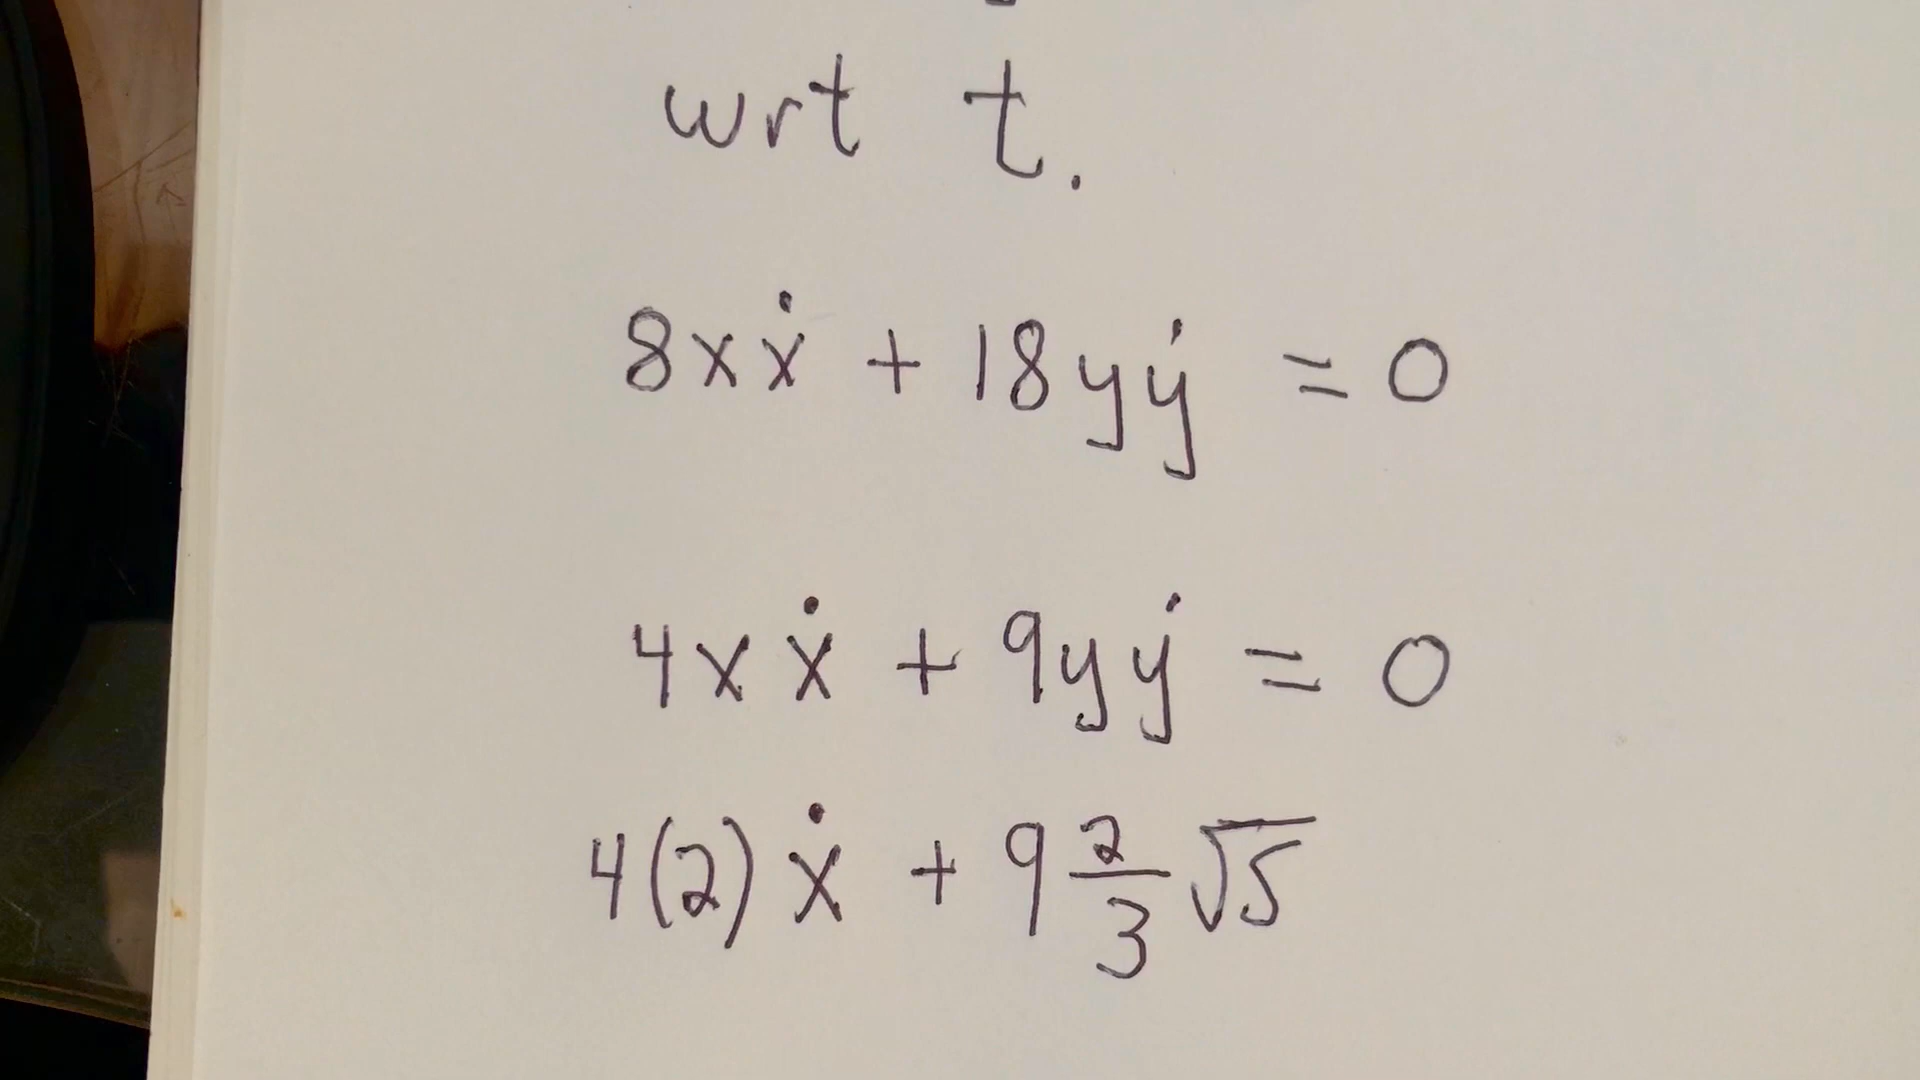 wrt t.
8xẋ + 18yẏ = 0
4xẋ + 9yẏ = 0
4(2)ẋ + 9 2/3 √5